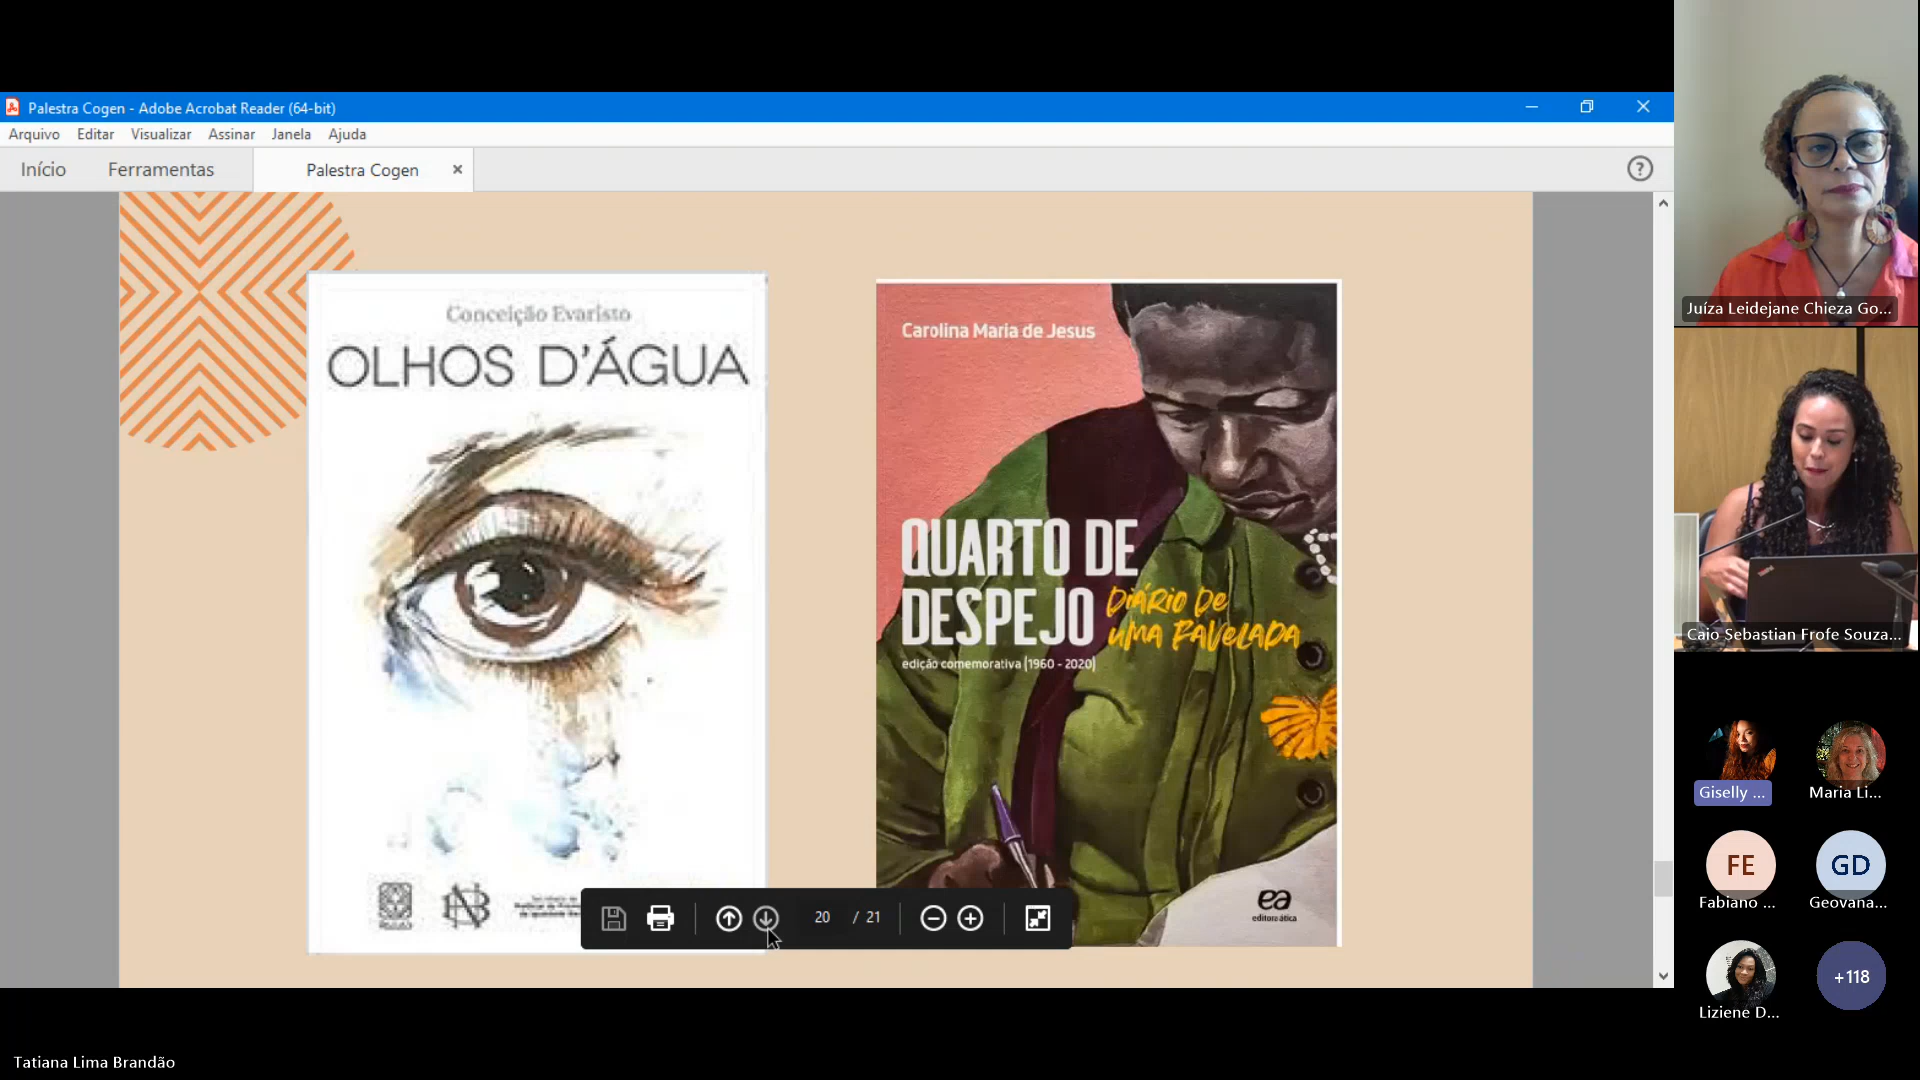 Palestra Cogen - Adobe Acrobat Reader (64-bit)
Arquivo Editar Visualizar Assinar Janela Ajuda
Início Ferramentas Palestra Cogen
Conceição Evaristo
OLHOS D'ÁGUA
Carolina Maria de Jesus
QUARTO DE
DESPEJO
DIÁRIO DE
UMA FAVELADA
edição comemorativa (1960 - 2020)
ea
editora ática
20 / 21
Juíza Leidejane Chieza Go...
Caio Sebastian Frofe Souza...
Giselly ...
Maria Li...
FE
Fabiano ...
GD
Geovana...
Liziene D...
+118
Tatiana Lima Brandão